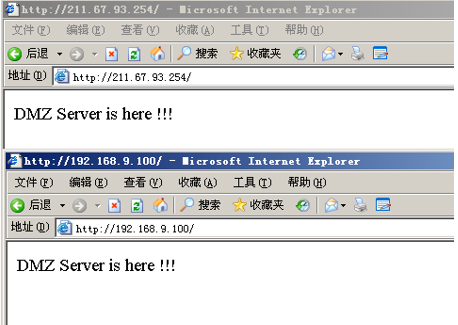 http://211.67.93.254/ - Microsoft Internet Explorer
文件(F) 编辑(E) 查看(V) 收藏(A) 工具(T) 帮助(H)
后退 搜索 收藏夹
地址(D) http://211.67.93.254/
DMZ Server is here !!!
http://192.168.9.100/ - Microsoft Internet Explorer
文件(F) 编辑(E) 查看(V) 收藏(A) 工具(T) 帮助(H)
后退 搜索 收藏夹
地址(D) http://192.168.9.100/
DMZ Server is here !!!